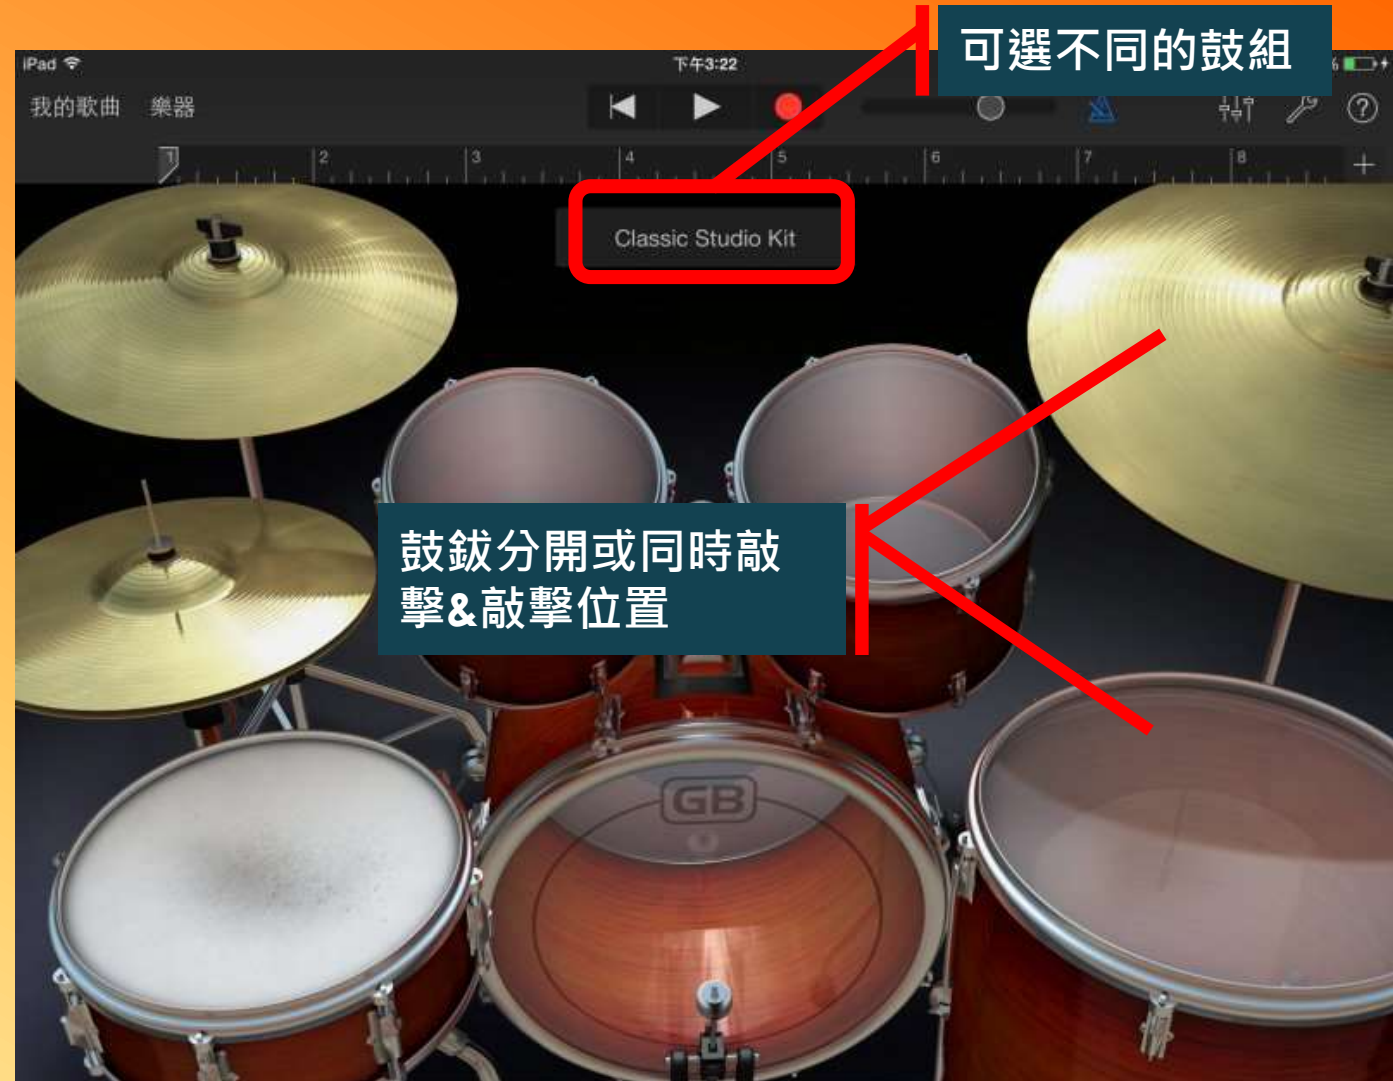 可選不同的鼓組
iPad
下午3:22
我的歌曲 樂器
1 2 3 4 5 6 7 8
Classic Studio Kit
鼓鈸分開或同時敲
擊&敲擊位置
GB